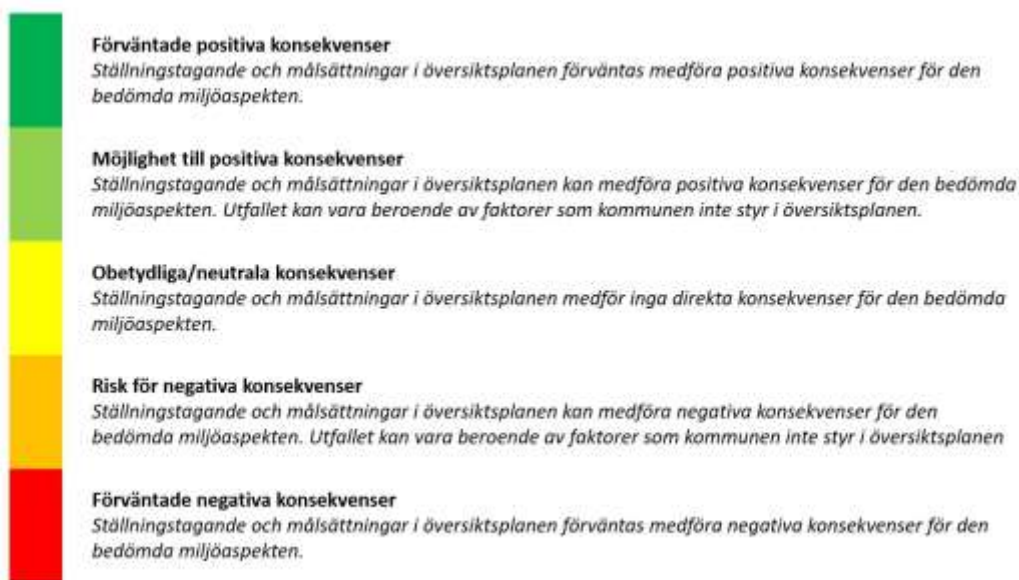 Förväntade positiva konsekvenser
Ställningstagande och målsättningar i översiktsplanen förväntas medföra positiva konsekvenser för den
bedömda miljöaspekten.
Möjlighet till positiva konsekvenser
Ställningstagande och målsättningar i översiktsplanen kan medföra positiva konsekvenser för den bedömda
miljöaspekten. Utfallet kan vara beroende av faktorer som kommunen inte styr i översiktsplanen.
Obetydliga/neutrala konsekvenser
Ställningstagande och målsättningar i översiktsplanen medför inga direkta konsekvenser för den bedömda
miljöaspekten.
Risk för negativa konsekvenser
Ställningstagande och målsättningar i översiktsplanen kan medföra negativa konsekvenser för den
bedömda miljöaspekten. Utfallet kan vara beroende av faktorer som kommunen inte styr i översiktsplanen
Förväntade negativa konsekvenser
Ställningstagande och målsättningar i översiktsplanen förväntas medföra negativa konsekvenser för den
bedömda miljöaspekten.